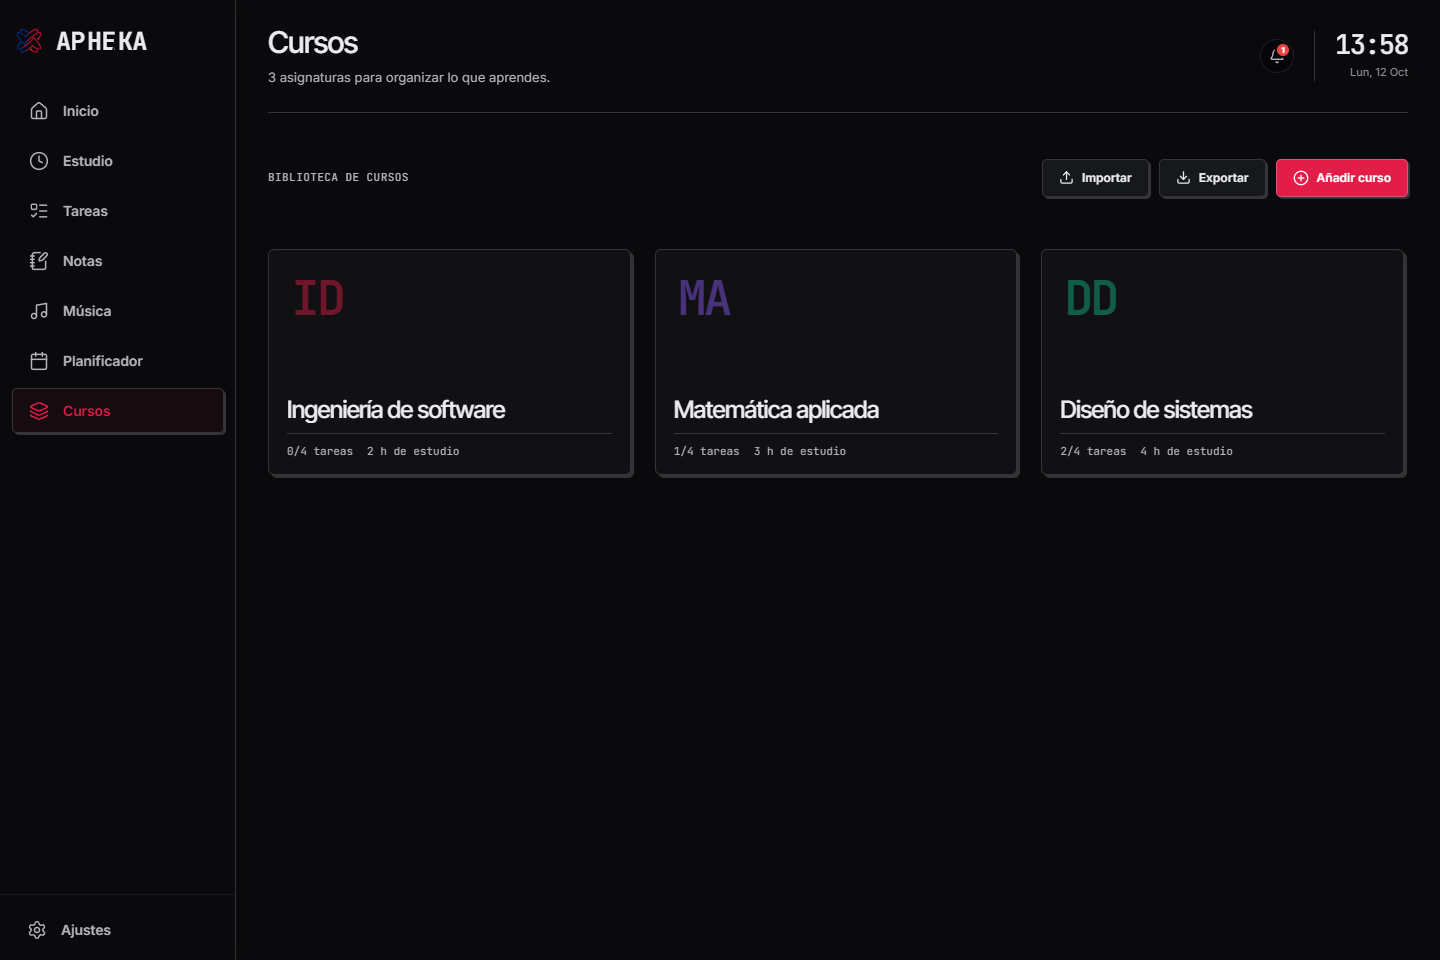 APHEKA
Inicio
Estudio
Tareas
Notas
Música
Planificador
Cursos
Ajustes
Cursos
3 asignaturas para organizar lo que aprendes.
1
13:58
Lun, 12 Oct
BIBLIOTECA DE CURSOS
Importar
Exportar
Añadir curso
ID
Ingeniería de software
0/4 tareas 2 h de estudio
MA
Matemática aplicada
1/4 tareas 3 h de estudio
DD
Diseño de sistemas
2/4 tareas 4 h de estudio